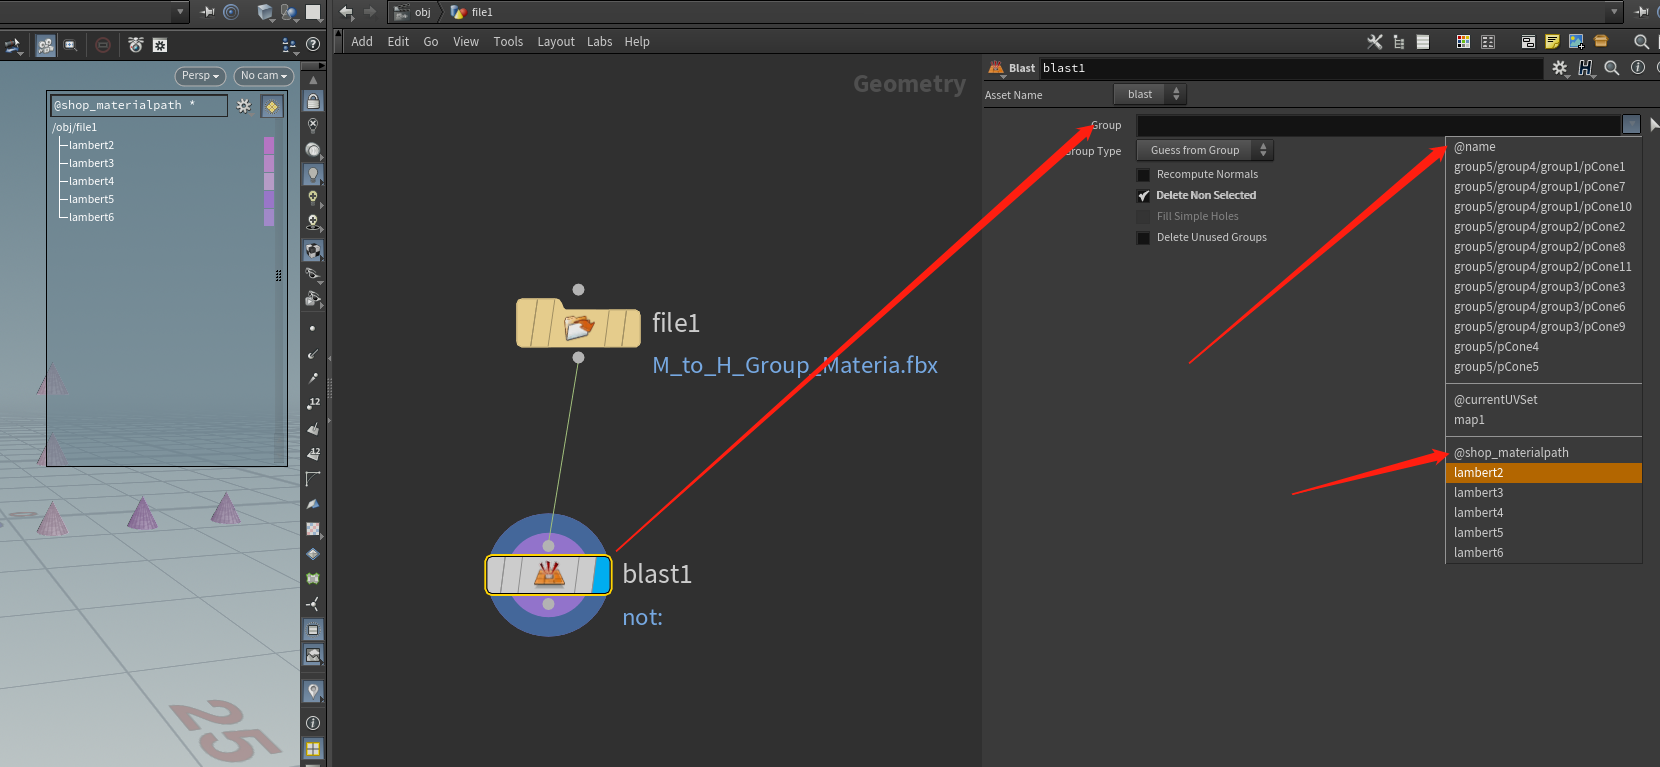 obj
file1
Add
Edit
Go
View
Tools
Layout
Labs
Help
Persp
No cam
@shop_materialpath *
/obj/file1
lambert2
lambert3
lambert4
lambert5
lambert6
12
12
25
Geometry
file1
M_to_H_Group_Materia.fbx
blast1
not:
Blast
blast1
Asset Name
blast
Group
Group Type
Guess from Group
Recompute Normals
Delete Non Selected
Fill Simple Holes
Delete Unused Groups
@name
group5/group4/group1/pCone1
group5/group4/group1/pCone7
group5/group4/group1/pCone10
group5/group4/group2/pCone2
group5/group4/group2/pCone8
group5/group4/group2/pCone11
group5/group4/group3/pCone3
group5/group4/group3/pCone6
group5/group4/group3/pCone9
group5/pCone4
group5/pCone5
@currentUVSet
map1
@shop_materialpath
lambert2
lambert3
lambert4
lambert5
lambert6